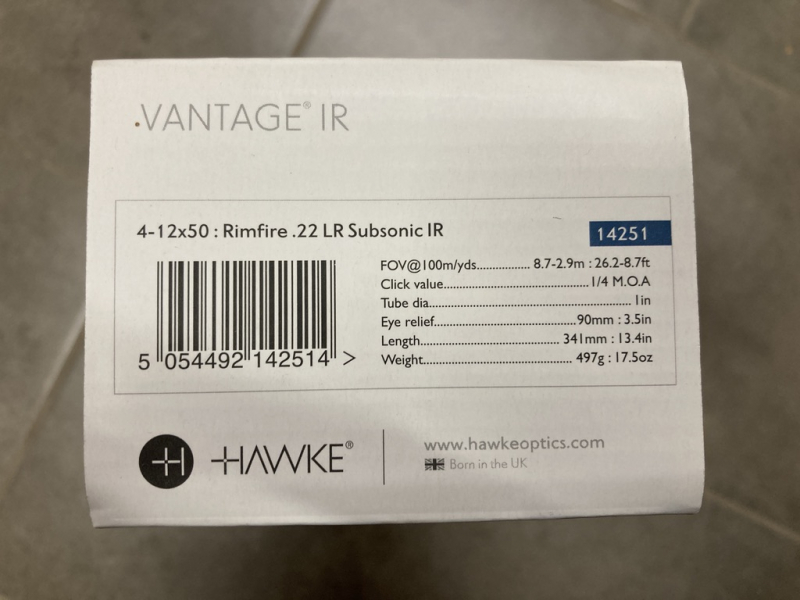 VANTAGE® IR
4-12x50 : Rimfire .22 LR Subsonic IR
14251
FOV@100m/yds................ 8.7-2.9m : 26.2-8.7ft
Click value............................................ 1/4 M.O.A
Tube dia.......................................................... 1in
Eye relief........................................... 90mm : 3.5in
Length......................................... 341mm : 13.4in
Weight............................................. 497g : 17.5oz
5 054492 142514 >
HAWKE®
www.hawkeoptics.com
Born in the UK